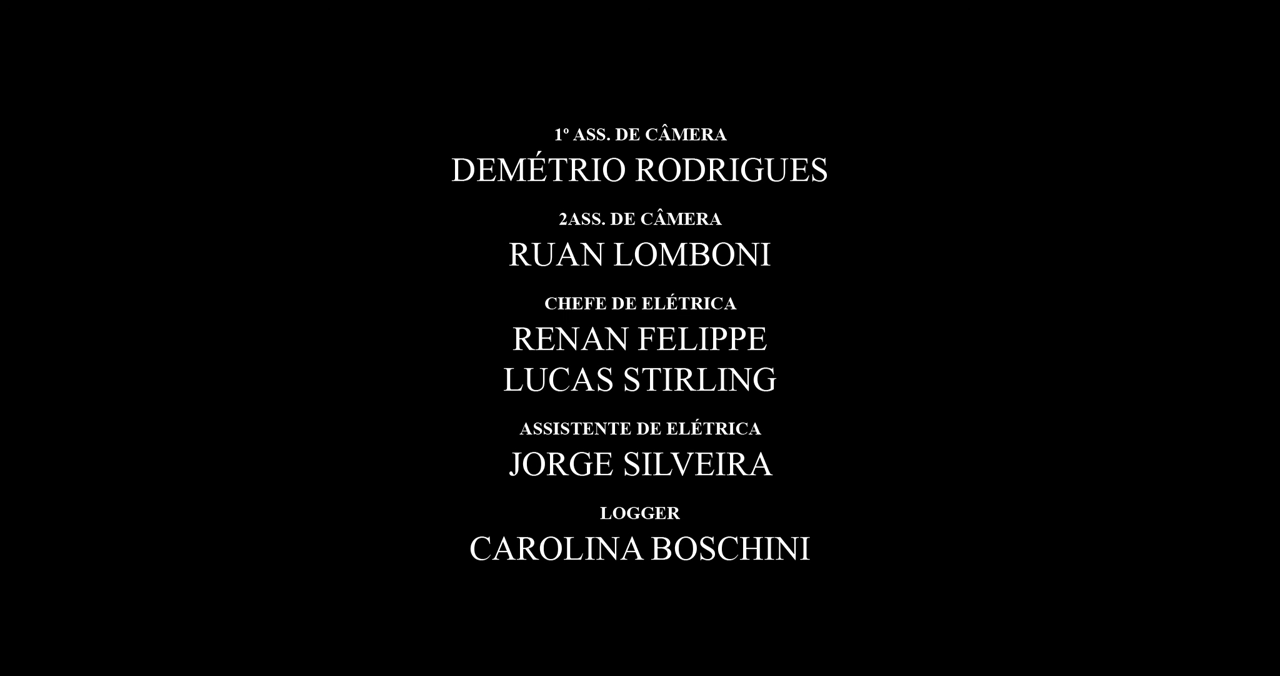 1º ASS. DE CÂMERA
DEMÉTRIO RODRIGUES
2ASS. DE CÂMERA
RUAN LOMBONI
CHEFE DE ELÉTRICA
RENAN FELIPPE
LUCAS STIRLING
ASSISTENTE DE ELÉTRICA
JORGE SILVEIRA
LOGGER
CAROLINA BOSCHINI